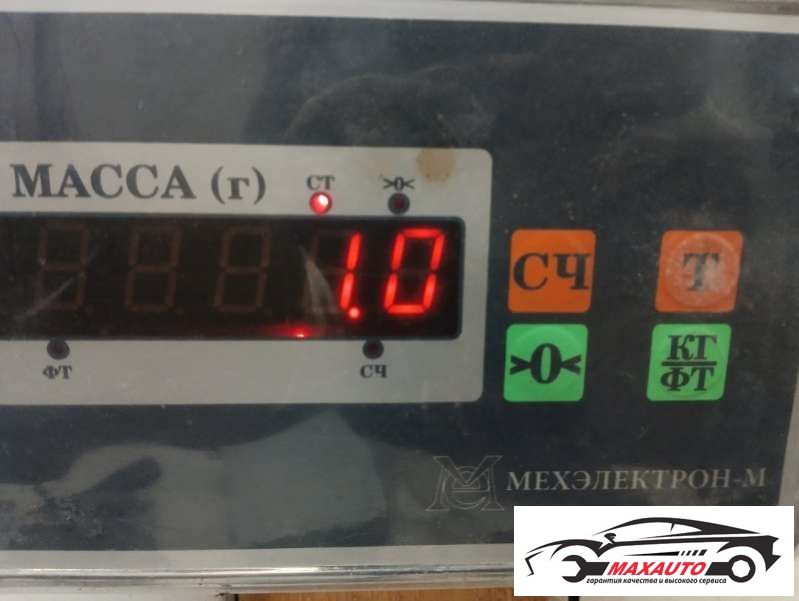 МАССА (г)
СТ
>0<
1.0
ФТ
СЧ
СЧ
Т
>0<
КГ
ФТ
МЕХЭЛЕКТРОН-М
MAXAUTO
гарантия качества и высокого сервиса